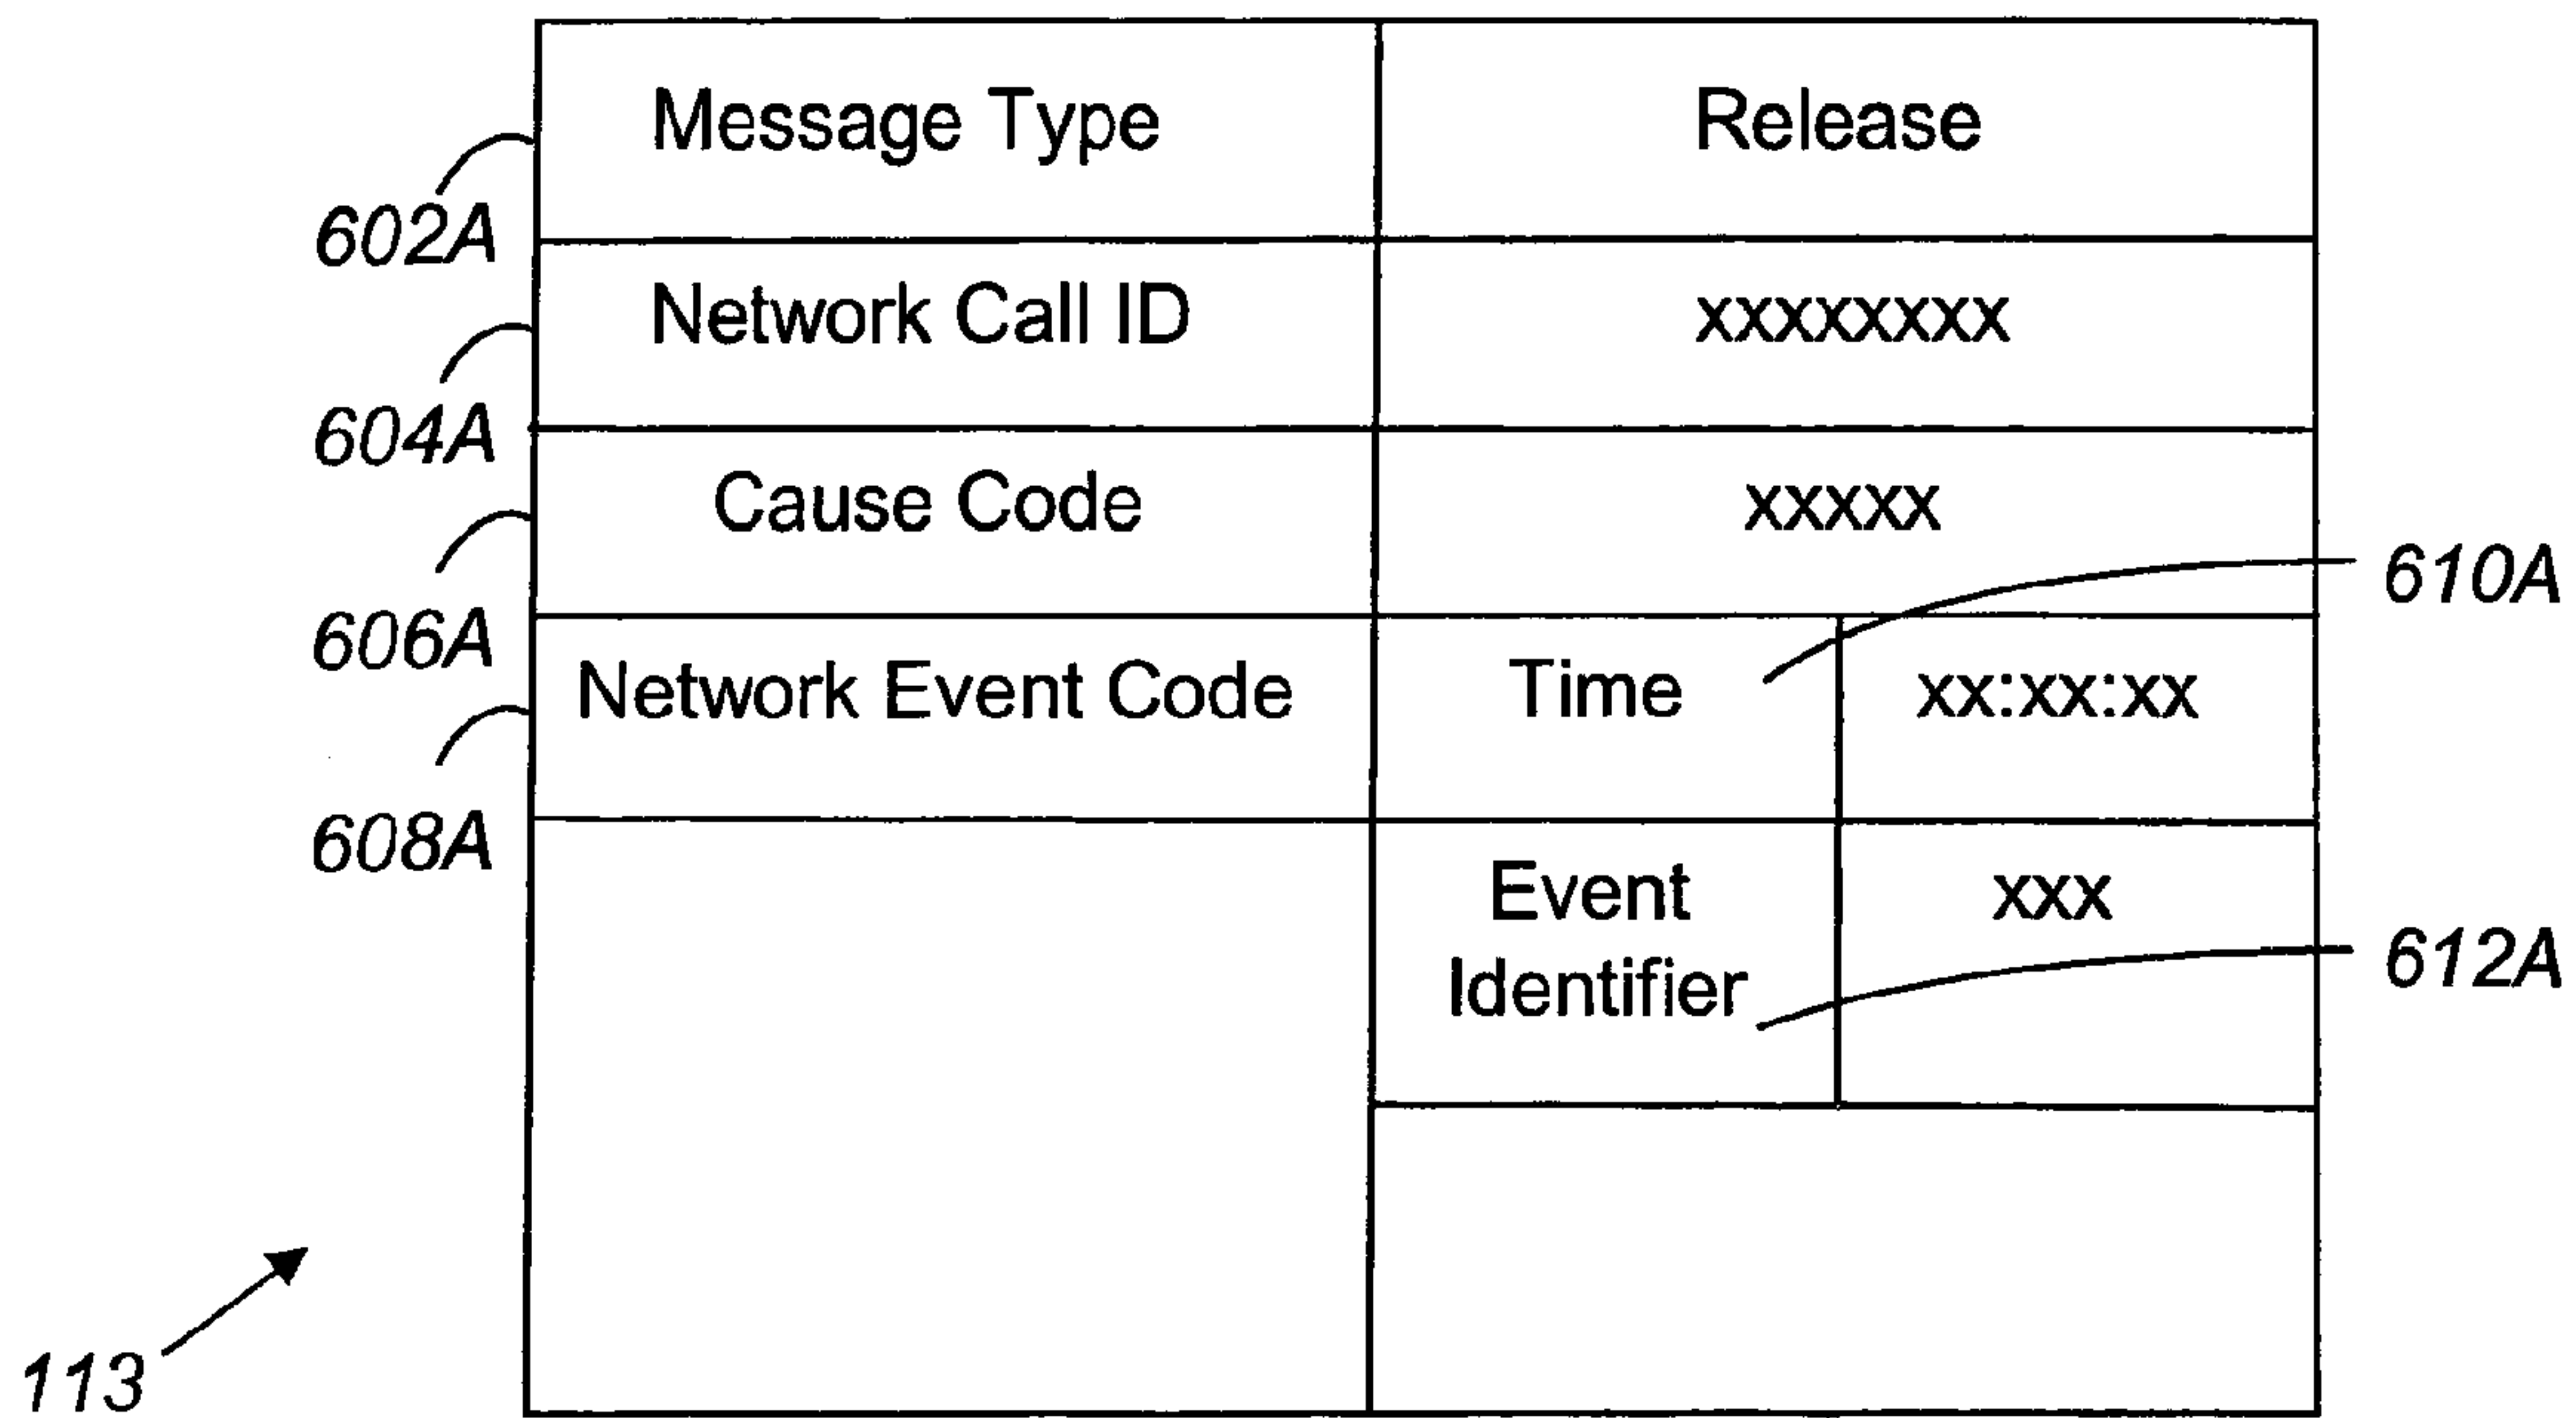 Message Type Release
602A
Network Call ID xxxxxxxx
604A
Cause Code xxxxx
610A
606A
Network Event Code Time xx:xx:xx
608A
Event xxx
Identifier
612A
113